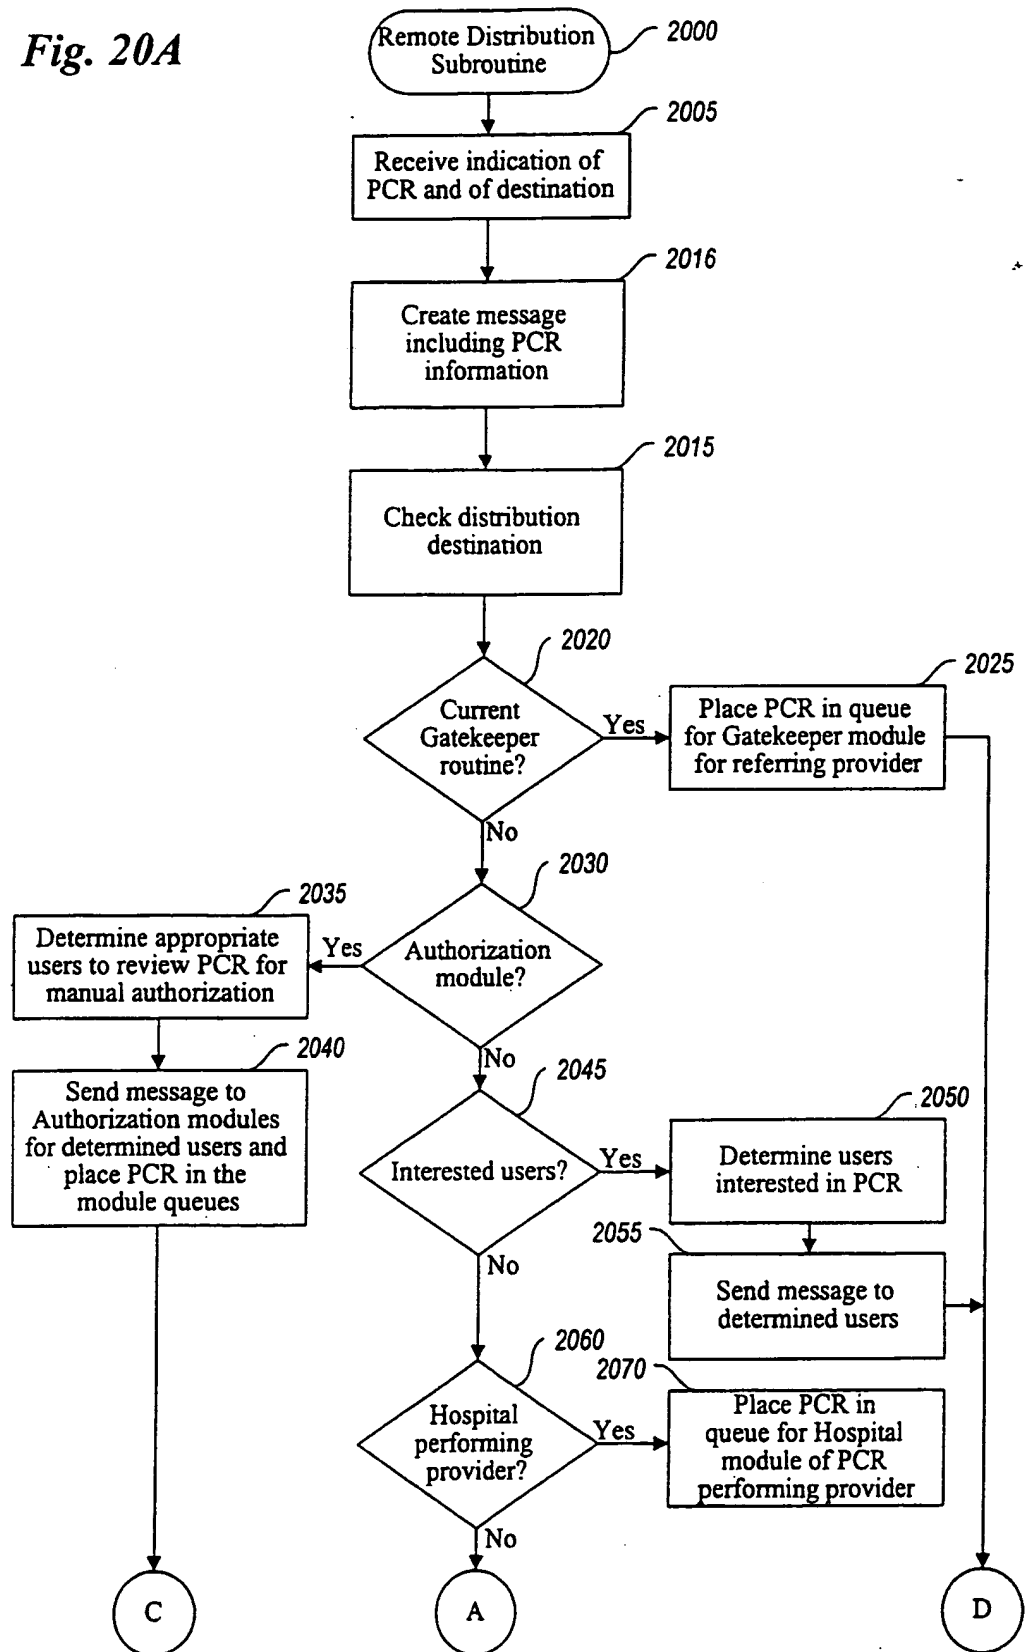 Fig. 20A
Remote Distribution
Subroutine
2000
2005
Receive indication of
PCR and of destination
2016
Create message
including PCR
information
2015
Check distribution
destination
2020
Current
Gatekeeper
routine?
Yes
2025
Place PCR in queue
for Gatekeeper module
for referring provider
No
2030
Authorization
module?
Yes
2035
Determine appropriate
users to review PCR for
manual authorization
2040
Send message to
Authorization modules
for determined users and
place PCR in the
module queues
No
2045
Interested users?
Yes
2050
Determine users
interested in PCR
2055
Send message to
determined users
No
2060
Hospital
performing
provider?
Yes
2070
Place PCR in
queue for Hospital
module of PCR
performing provider
No
C
A
D